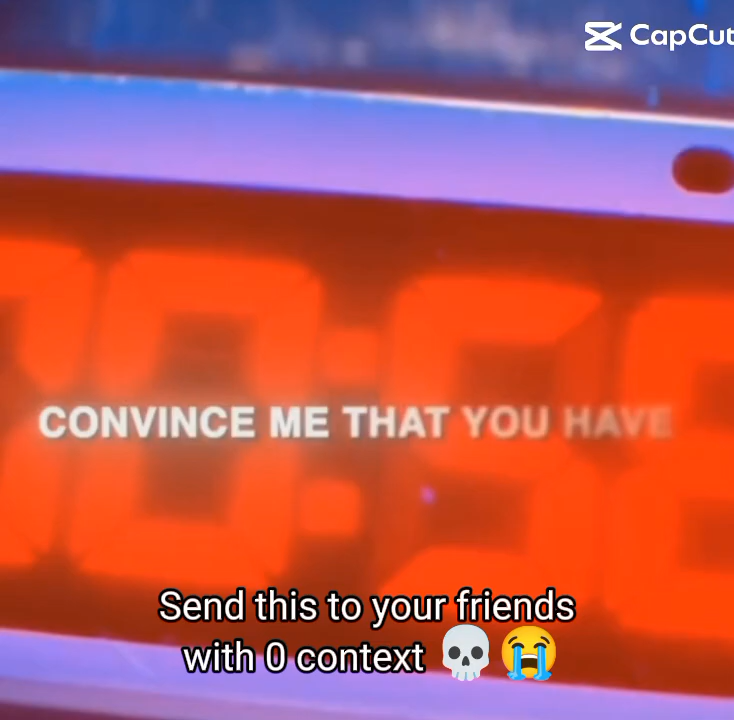 CapCut
CONVINCE ME THAT YOU HAVE
Send this to your friends
with 0 context 💀😭